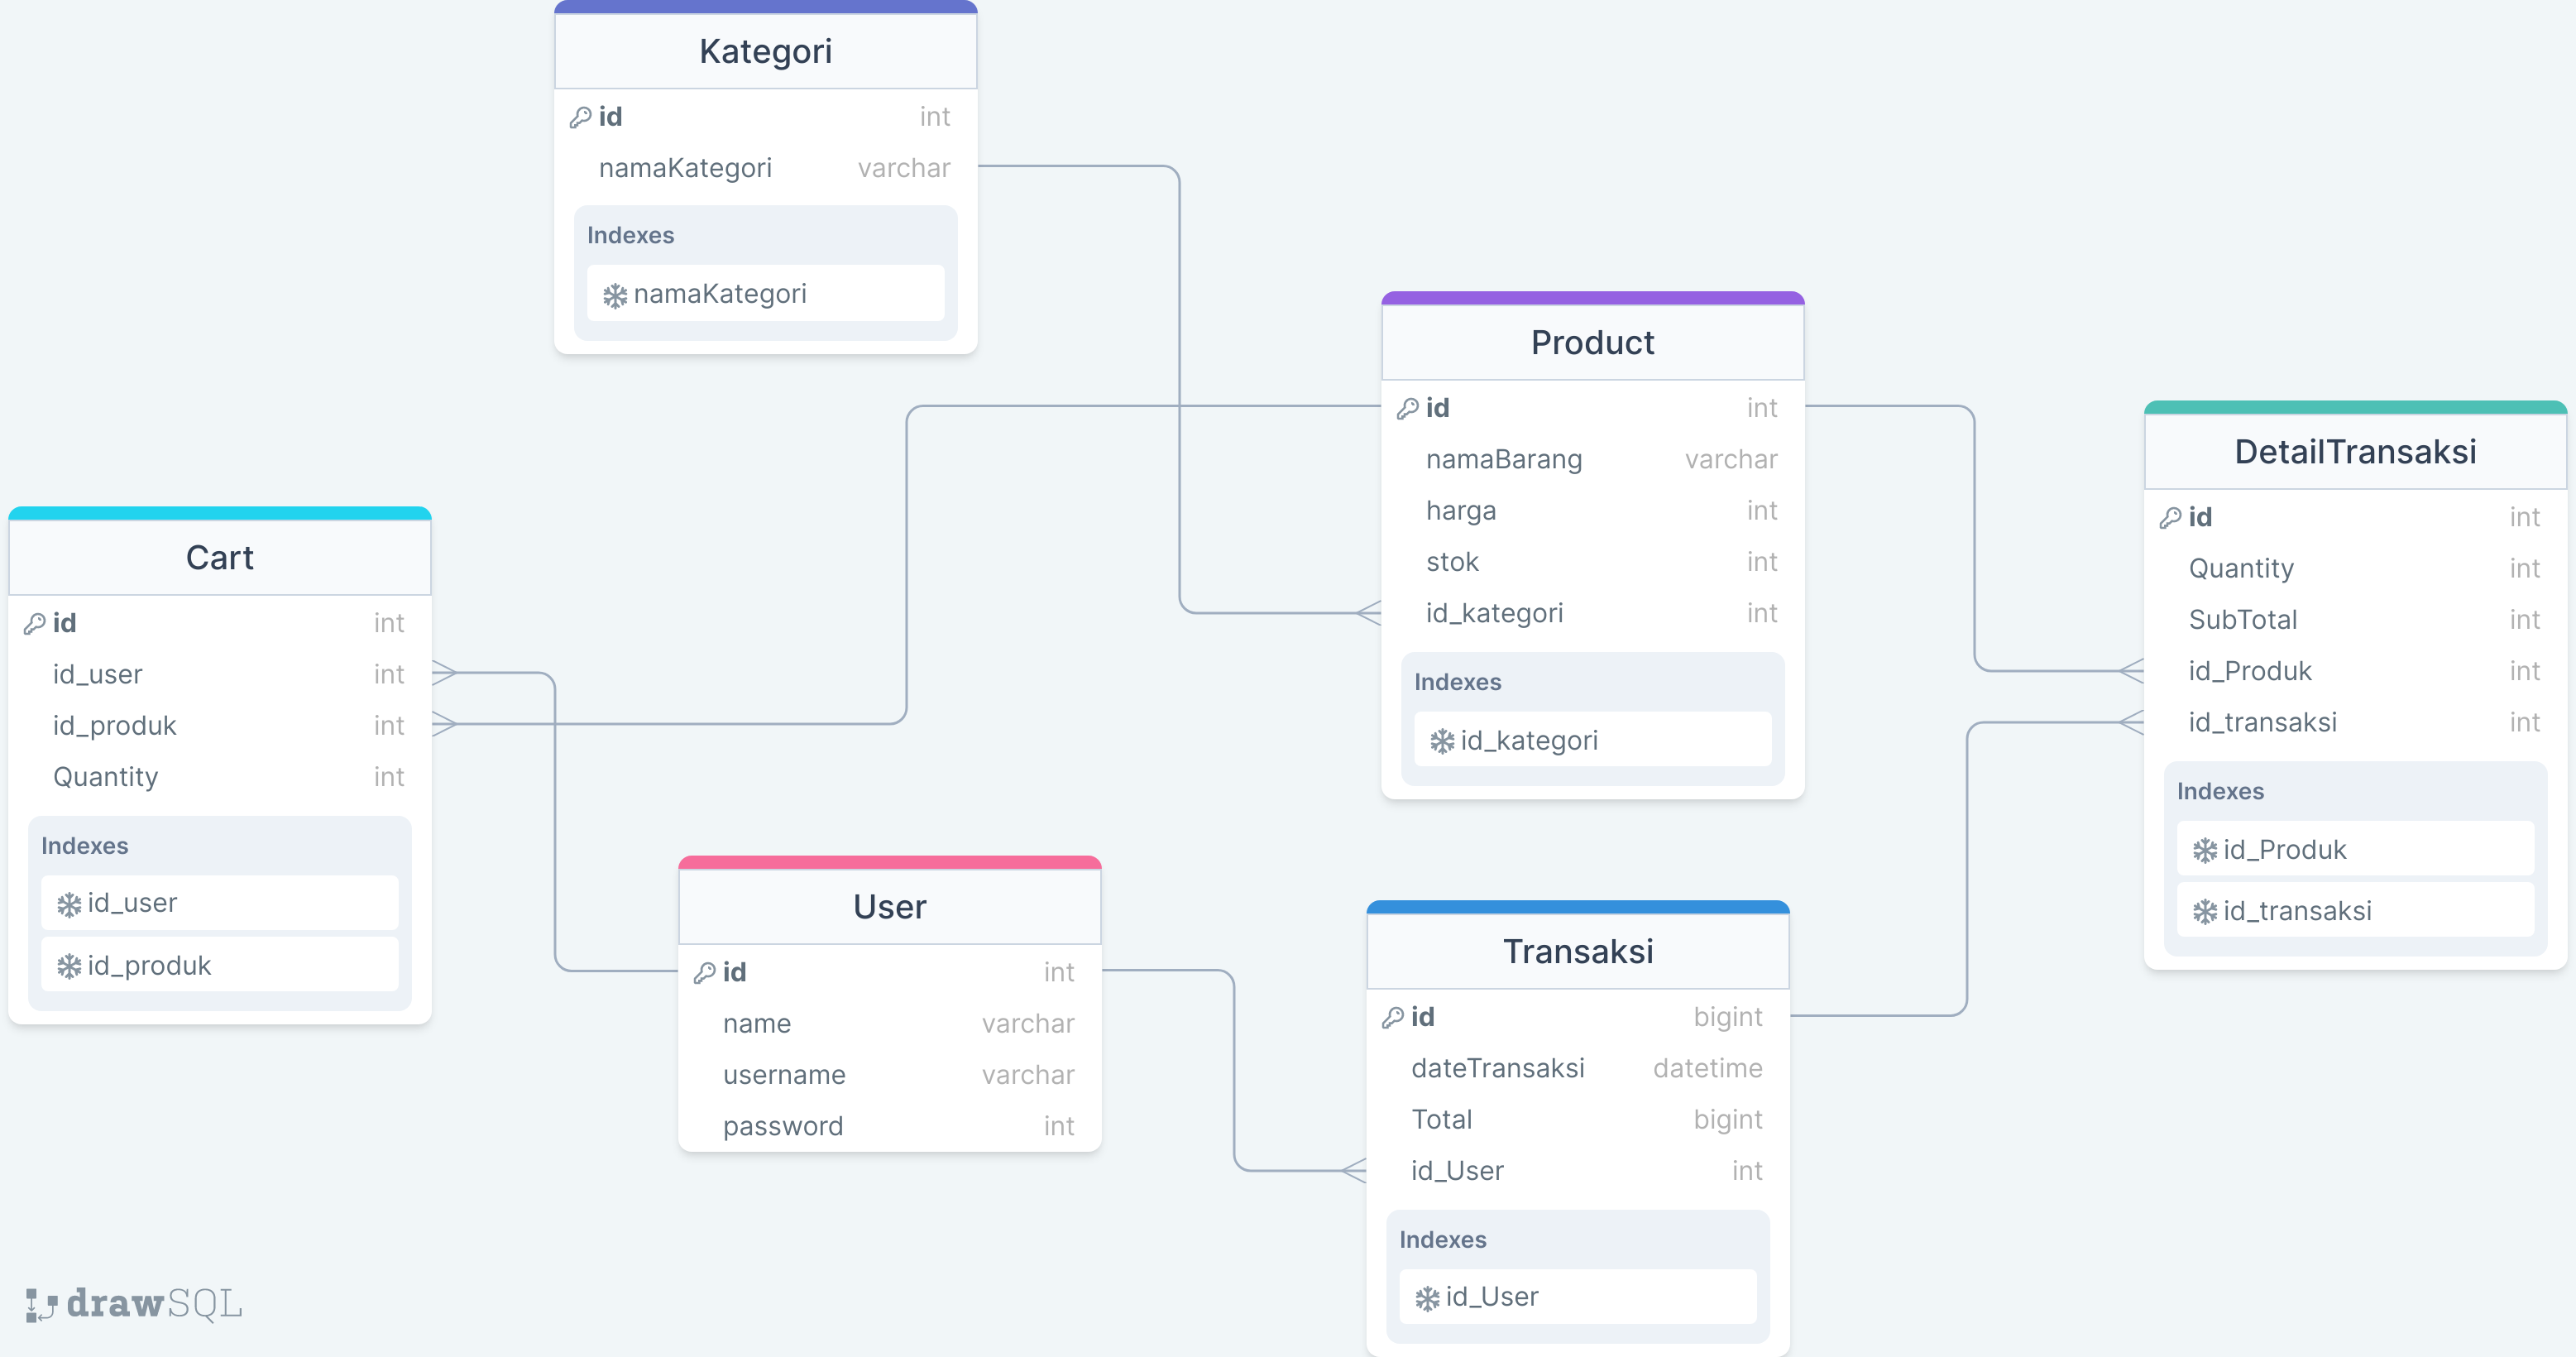 Kategori
id int
namaKategori varchar
Indexes
namaKategori
Product
id int
namaBarang varchar
harga int
stok int
id_kategori int
Indexes
id_kategori
DetailTransaksi
id int
Quantity int
SubTotal int
id_Produk int
id_transaksi int
Indexes
id_Produk
id_transaksi
Cart
id int
id_user int
id_produk int
Quantity int
Indexes
id_user
id_produk
User
id int
name varchar
username varchar
password int
Transaksi
id bigint
dateTransaksi datetime
Total bigint
id_User int
Indexes
id_User
drawSQL